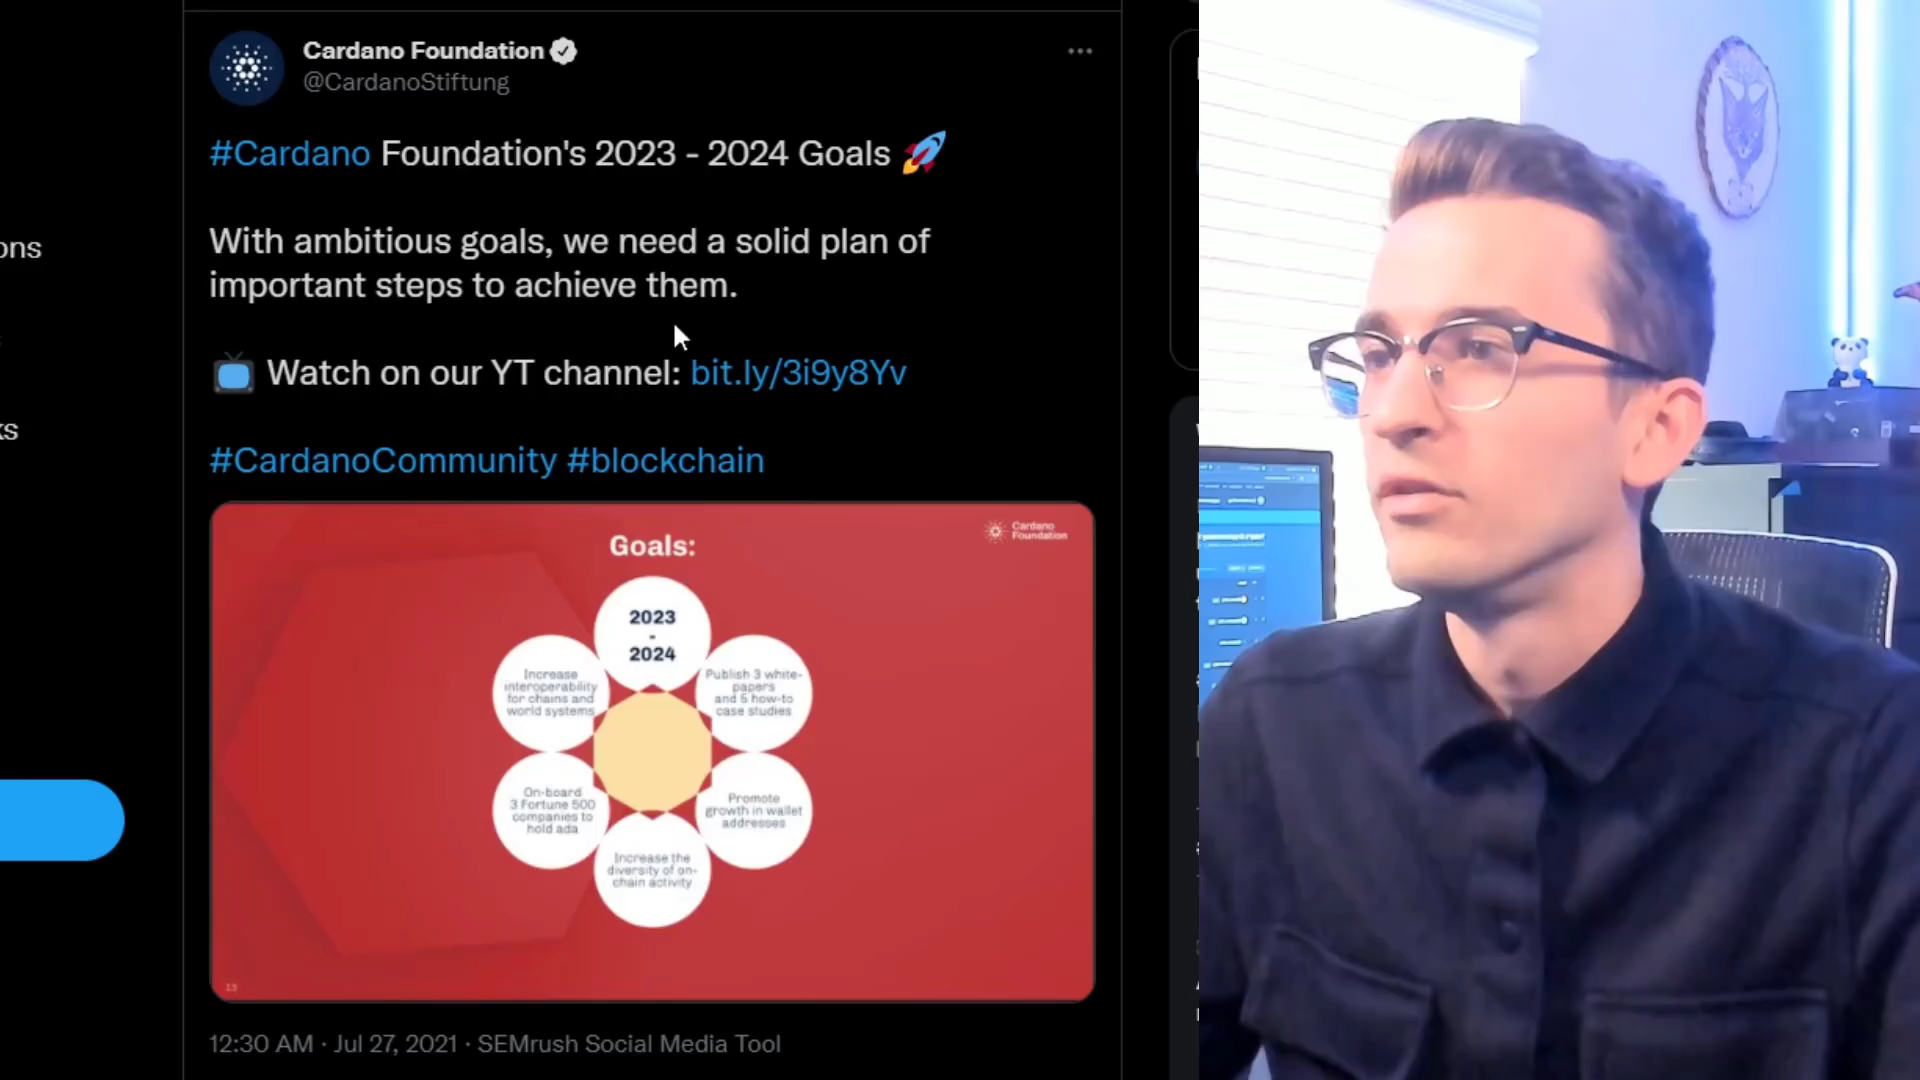 Cardano Foundation
@CardanoStiftung
#Cardano Foundation's 2023 - 2024 Goals
With ambitious goals, we need a solid plan of
important steps to achieve them.
Watch on our YT channel: bit.ly/3i9y8Yv
#CardanoCommunity #blockchain
Cardano
Foundation
Goals:
2023
-
2024
Publish 3 white-
papers
and 5 how-to
case studies
Promote
growth in wallet
addresses
Increase the
diversity of on-
chain activity
On-board
3 Fortune 500
companies to
hold ada
Increase
interoperability
for chains and
world systems
13
12:30 AM · Jul 27, 2021 · SEMrush Social Media Tool
ons
ks